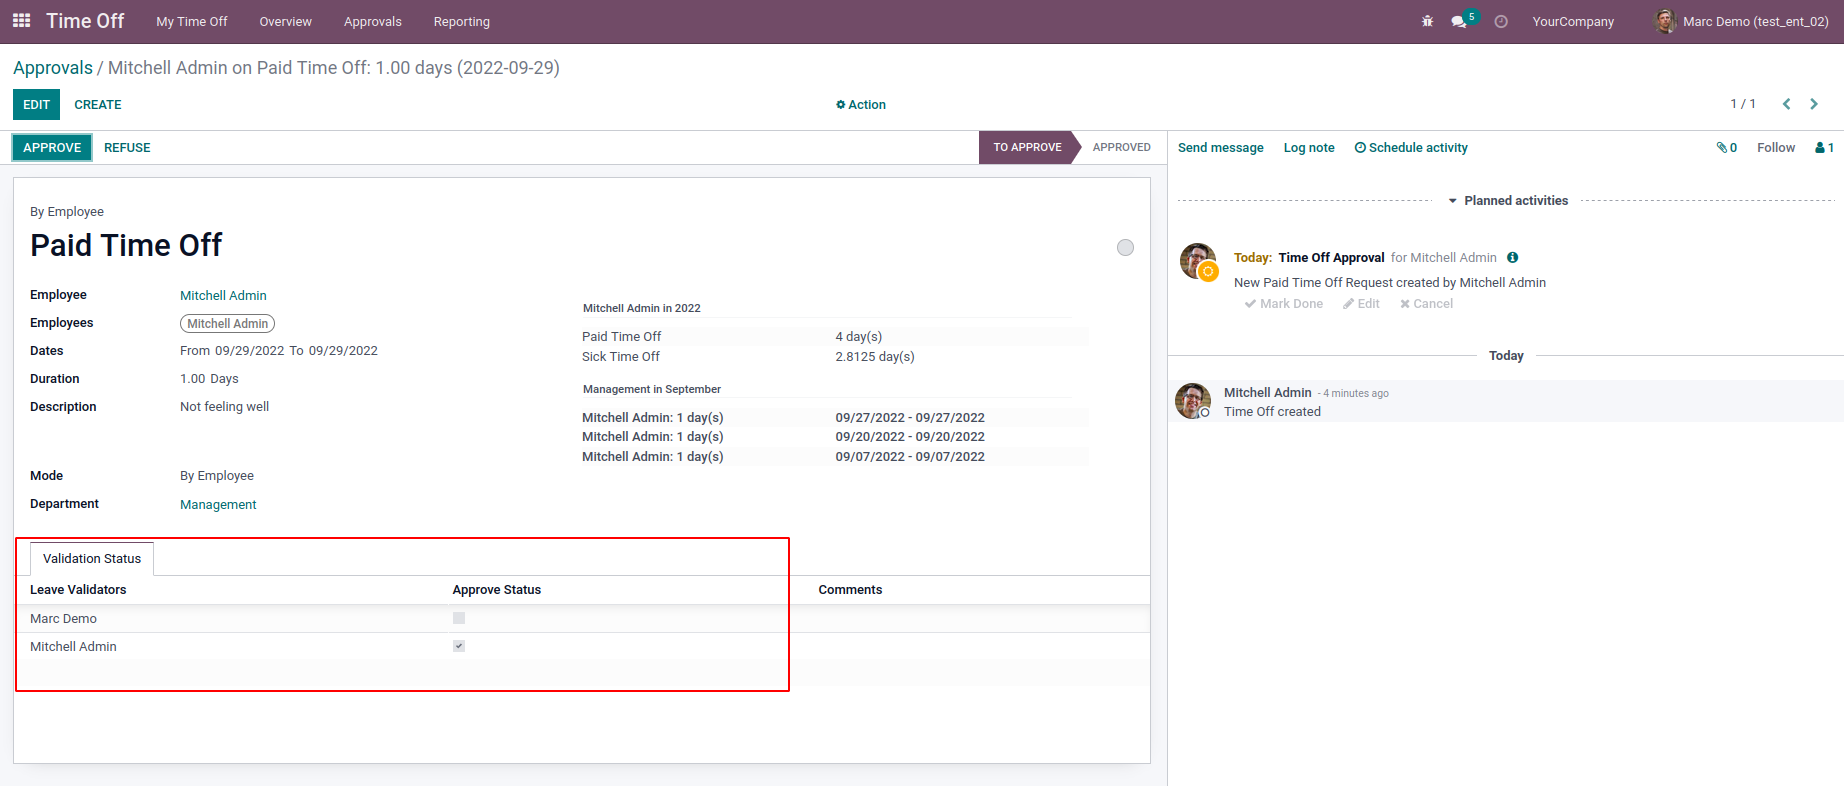 Time Off My Time Off Overview Approvals Reporting 5 YourCompany Marc Demo (test_ent_02)
Approvals / Mitchell Admin on Paid Time Off: 1.00 days (2022-09-29)
EDIT CREATE Action 1 / 1
APPROVE REFUSE TO APPROVE APPROVED
By Employee
Paid Time Off
Employee Mitchell Admin
Employees Mitchell Admin
Dates From 09/29/2022 To 09/29/2022
Duration 1.00 Days
Description Not feeling well
Mode By Employee
Department Management
Mitchell Admin in 2022
Paid Time Off 4 day(s)
Sick Time Off 2.8125 day(s)
Management in September
Mitchell Admin: 1 day(s) 09/27/2022 - 09/27/2022
Mitchell Admin: 1 day(s) 09/20/2022 - 09/20/2022
Mitchell Admin: 1 day(s) 09/07/2022 - 09/07/2022
Validation Status
Leave Validators Approve Status Comments
Marc Demo
Mitchell Admin
Send message Log note Schedule activity 0 Follow 1
Planned activities
Today: Time Off Approval for Mitchell Admin
New Paid Time Off Request created by Mitchell Admin
Mark Done Edit Cancel
Today
Mitchell Admin - 4 minutes ago
Time Off created